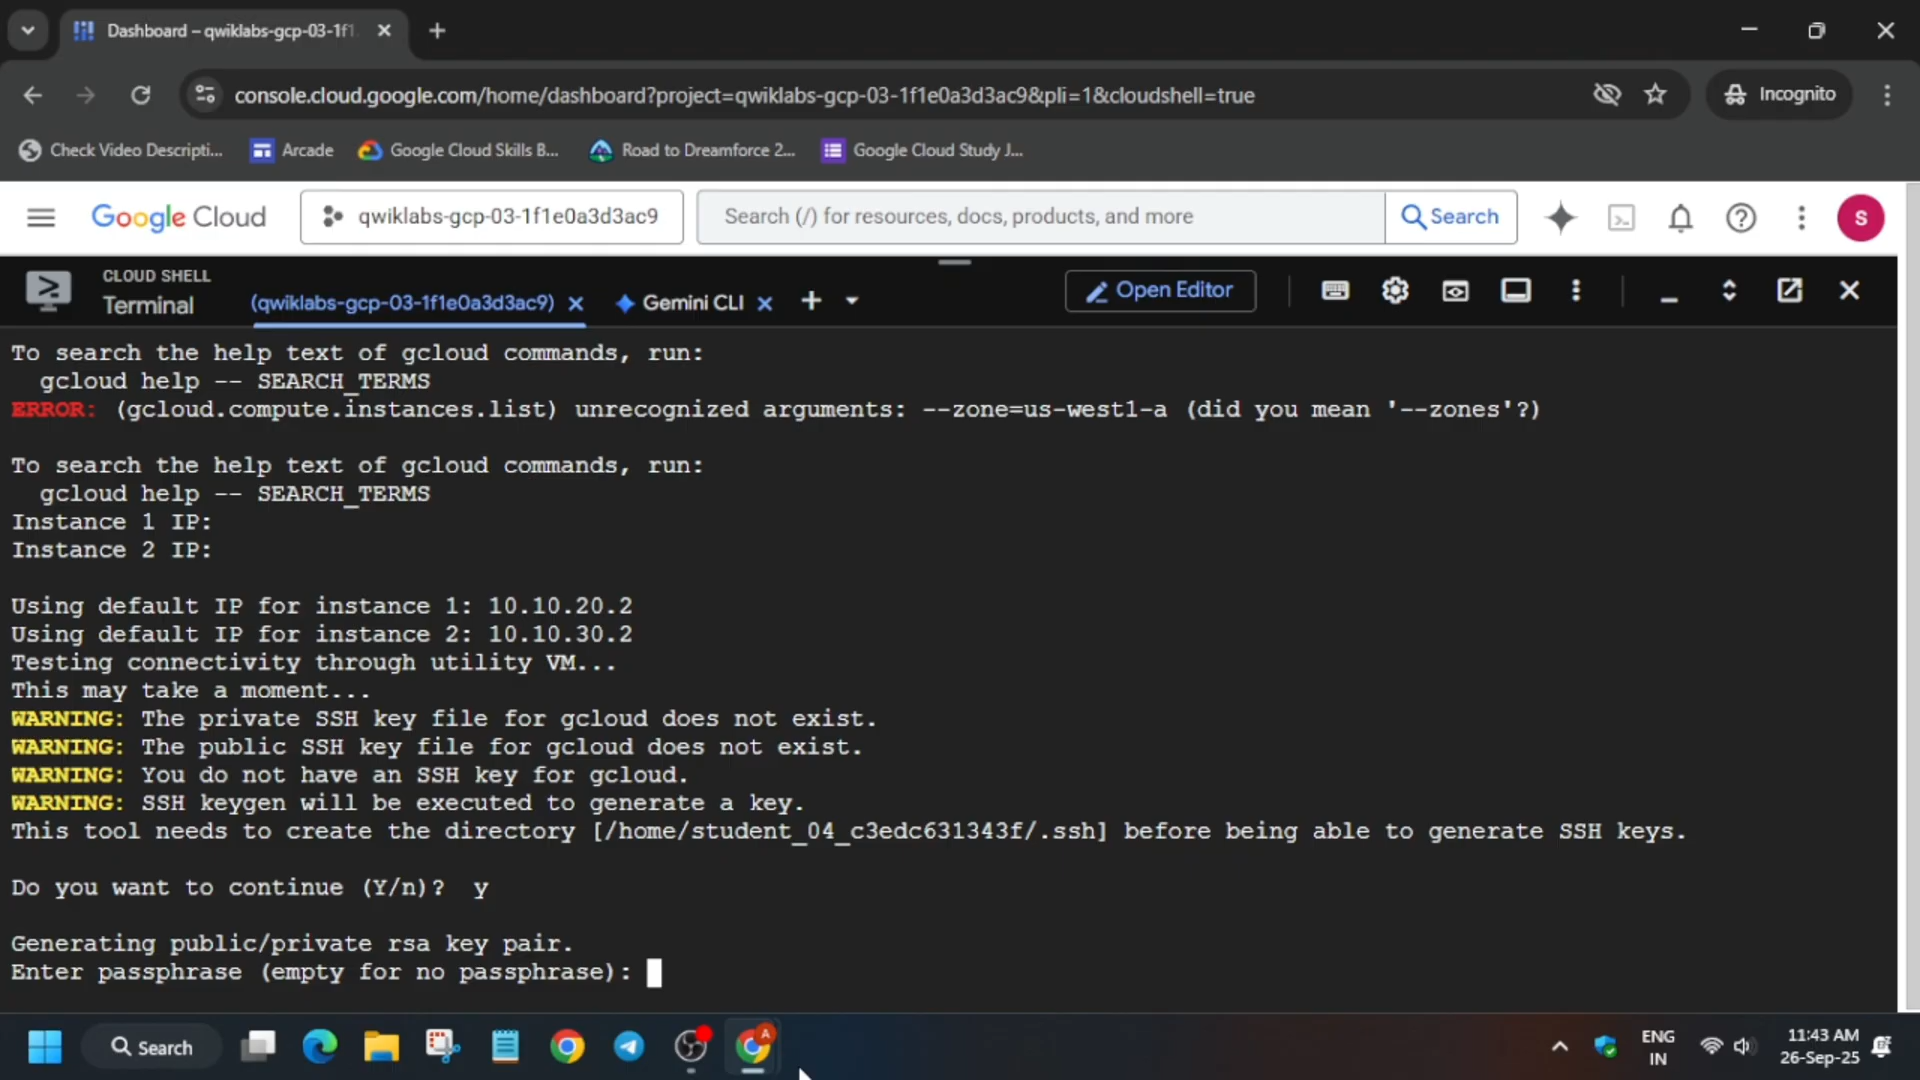 Dashboard – qwiklabs-gcp-03-1f1
console.cloud.google.com/home/dashboard?project=qwiklabs-gcp-03-1f1e0a3d3ac9&pli=1&cloudshell=true
Incognito
Check Video Descripti...
Arcade
Google Cloud Skills B...
Road to Dreamforce 2...
Google Cloud Study J...
Google Cloud
qwiklabs-gcp-03-1f1e0a3d3ac9
Search (/) for resources, docs, products, and more
Search
S
CLOUD SHELL
Terminal
(qwiklabs-gcp-03-1f1e0a3d3ac9)
Gemini CLI
Open Editor
To search the help text of gcloud commands, run:
gcloud help -- SEARCH_TERMS
ERROR: (gcloud.compute.instances.list) unrecognized arguments: --zone=us-west1-a (did you mean '--zones'?)
To search the help text of gcloud commands, run:
gcloud help -- SEARCH_TERMS
Instance 1 IP:
Instance 2 IP:
Using default IP for instance 1: 10.10.20.2
Using default IP for instance 2: 10.10.30.2
Testing connectivity through utility VM...
This may take a moment...
WARNING: The private SSH key file for gcloud does not exist.
WARNING: The public SSH key file for gcloud does not exist.
WARNING: You do not have an SSH key for gcloud.
WARNING: SSH keygen will be executed to generate a key.
This tool needs to create the directory [/home/student_04_c3edc631343f/.ssh] before being able to generate SSH keys.
Do you want to continue (Y/n)?  y
Generating public/private rsa key pair.
Enter passphrase (empty for no passphrase):
Search
A
ENG
IN
11:43 AM
26-Sep-25